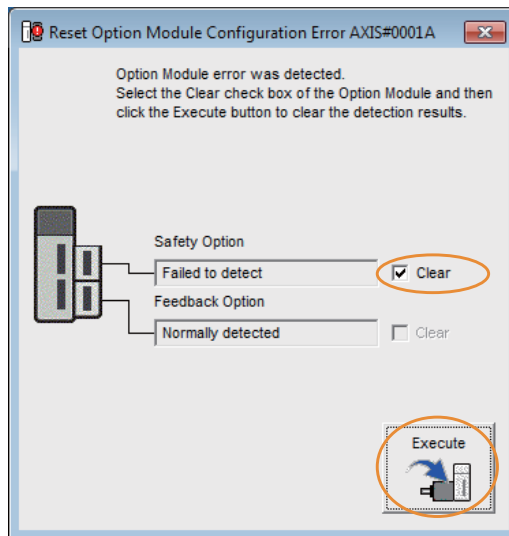 Reset Option Module Configuration Error AXIS#0001A
Option Module error was detected.
Select the Clear check box of the Option Module and then
click the Execute button to clear the detection results.
Safety Option
Failed to detect
Clear
Feedback Option
Normally detected
Clear
Execute